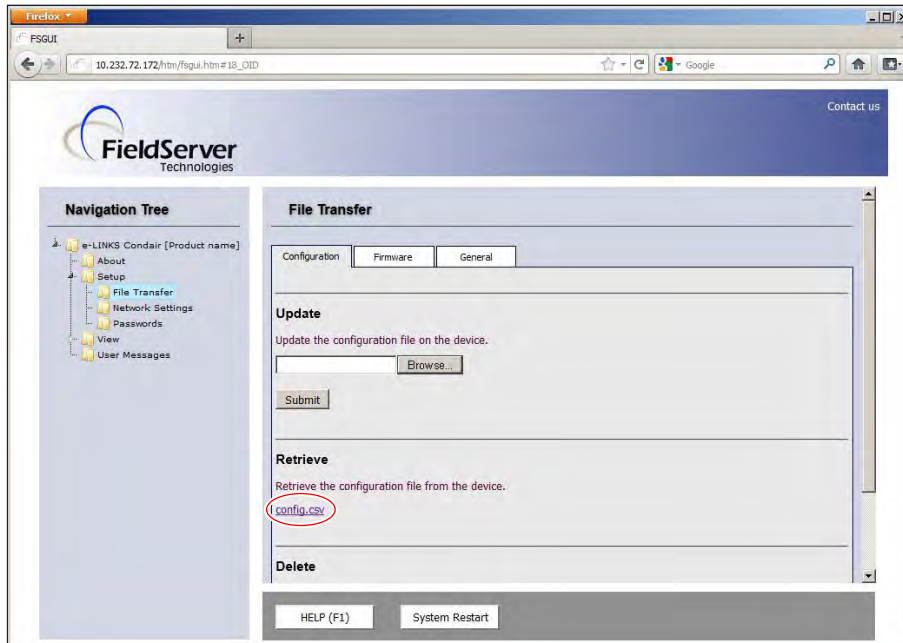 Firefox
FSGUI
10.232.72.172/htm/fsgui.htm#18_OID
Google
Contact us
FieldServer
Technologies
Navigation Tree
e-LINKS Condair [Product name]
About
Setup
File Transfer
Network Settings
Passwords
View
User Messages
File Transfer
Configuration
Firmware
General
Update
Update the configuration file on the device.
Browse...
Submit
Retrieve
Retrieve the configuration file from the device.
config.csv
Delete
HELP (F1)
System Restart